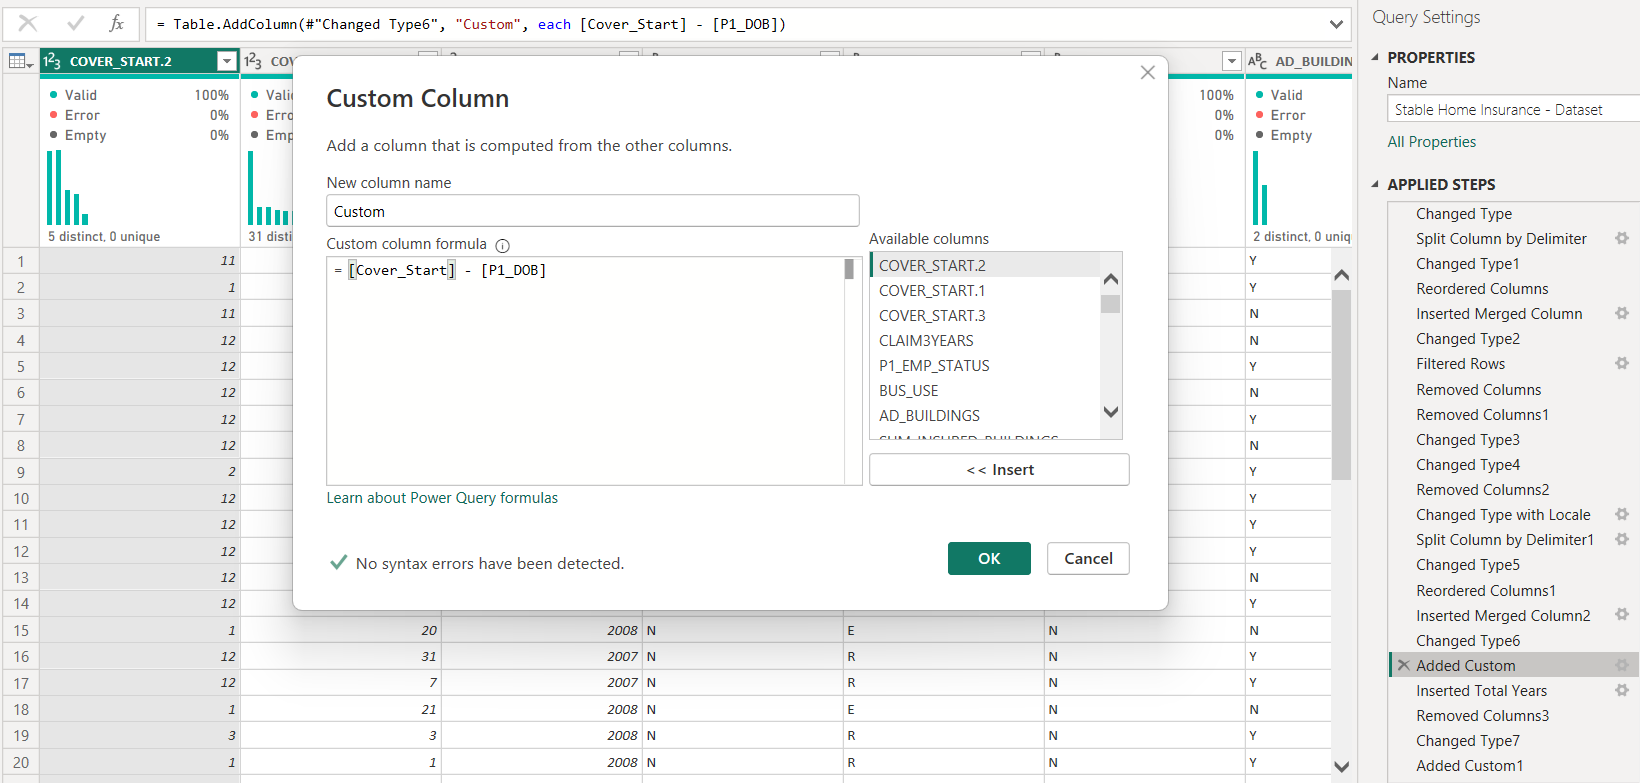 fx = Table.AddColumn(#"Changed Type6", "Custom", each [Cover_Start] - [P1_DOB])
1²3 COVER_START.2
Valid 100%
Error 0%
Empty 0%
5 distinct, 0 unique
1²3
31
100%
0%
0%
ABC
Valid
Error
Empty
2 distinct, 0
Custom Column
Add a column that is computed from the other columns.
New column name
Custom
Custom column formula
= [Cover_Start] - [P1_DOB]
Available columns
COVER_START.2
COVER_START.1
COVER_START.3
CLAIM3YEARS
P1_EMP_STATUS
BUS_USE
AD_BUILDINGS
<< Insert
Learn about Power Query formulas
No syntax errors have been detected.
OK
Cancel
1 11 Y
2 1 Y
3 11 N
4 12 N
5 12 Y
6 12 N
7 12 Y
8 12 N
9 2 Y
10 12 Y
11 12 Y
12 12 Y
13 12 N
14 12 Y
15 1 20 2008 N E N N
16 12 31 2007 N R N Y
17 12 7 2007 N R N Y
18 1 21 2008 N E N N
19 3 3 2008 N R N Y
20 1 1 2008 N R N Y
Query Settings
PROPERTIES
Name
Stable Home Insurance - Dataset
All Properties
APPLIED STEPS
Changed Type
Split Column by Delimiter
Changed Type1
Reordered Columns
Inserted Merged Column
Changed Type2
Filtered Rows
Removed Columns
Removed Columns1
Changed Type3
Changed Type4
Removed Columns2
Changed Type with Locale
Split Column by Delimiter1
Changed Type5
Reordered Columns1
Inserted Merged Column2
Changed Type6
Added Custom
Inserted Total Years
Removed Columns3
Changed Type7
Added Custom1